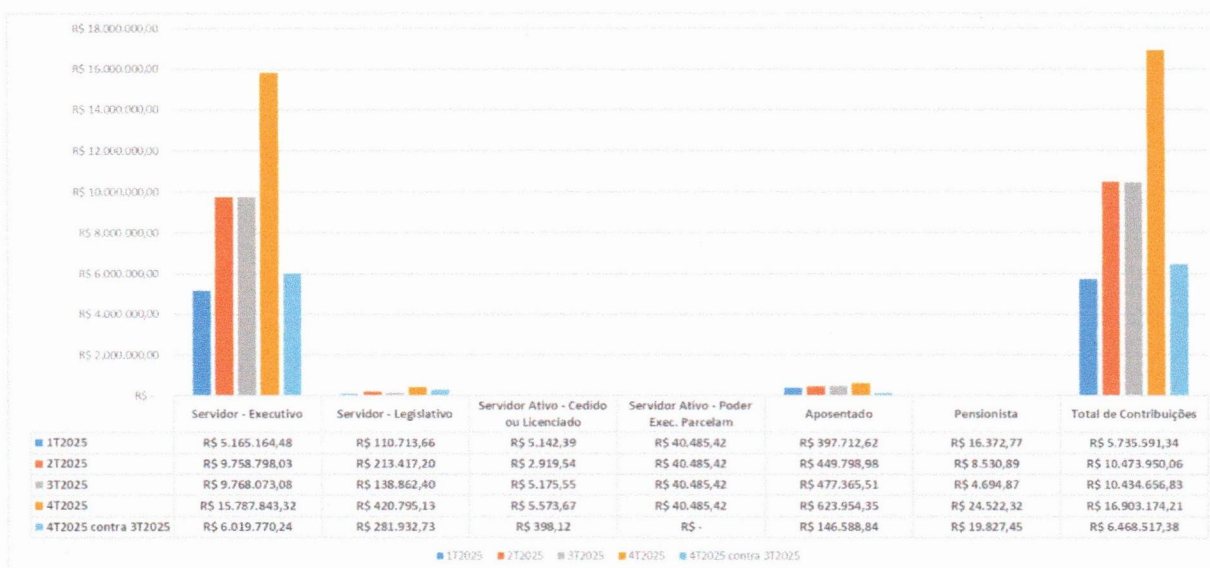 R$ 18.000.000,00
R$ 16.000.000,00
R$ 14.000.000,00
R$ 12.000.000,00
R$ 10.000.000,00
R$ 8.000.000,00
R$ 6.000.000,00
R$ 4.000.000,00
R$ 2.000.000,00
R$ -
Servidor - Executivo Servidor - Legislativo Servidor Ativo - Cedido ou Licenciado Servidor Ativo - Poder Exec. Parcelam Aposentado Pensionista Total de Contribuições
1T2025 R$ 5.165.164,48 R$ 110.713,66 R$ 5.142,39 R$ 40.485,42 R$ 397.712,62 R$ 16.372,77 R$ 5.735.591,34
2T2025 R$ 9.758.798,03 R$ 213.417,20 R$ 2.919,54 R$ 40.485,42 R$ 449.798,98 R$ 8.530,89 R$ 10.473.950,06
3T2025 R$ 9.768.073,08 R$ 138.862,40 R$ 5.175,55 R$ 40.485,42 R$ 477.365,51 R$ 4.694,87 R$ 10.434.656,83
4T2025 R$ 15.787.843,32 R$ 420.795,13 R$ 5.573,67 R$ 40.485,42 R$ 623.954,35 R$ 24.522,32 R$ 16.903.174,21
4T2025 contra 3T2025 R$ 6.019.770,24 R$ 281.932,73 R$ 398,12 R$ - R$ 146.588,84 R$ 19.827,45 R$ 6.468.517,38
1T2025 2T2025 3T2025 4T2025 4T2025 contra 3T2025